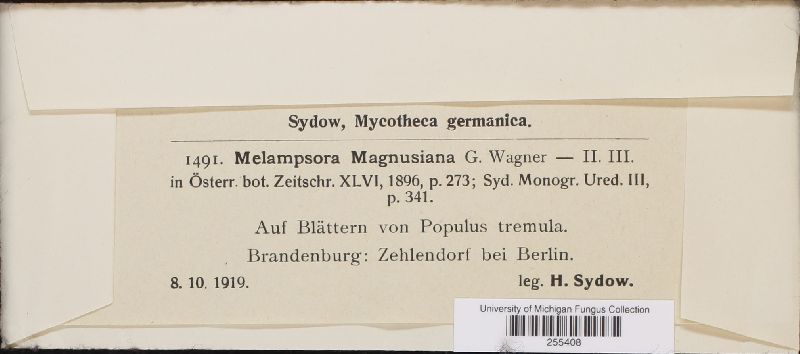 Sydow, Mycotheca germanica.
1491. Melampsora Magnusiana G. Wagner — II. III.
in Österr. bot. Zeitschr. XLVI, 1896, p. 273; Syd. Monogr. Ured. III,
p. 341.
Auf Blättern von Populus tremula.
Brandenburg: Zehlendorf bei Berlin.
8. 10. 1919. leg. H. Sydow.
University of Michigan Fungus Collection
255408